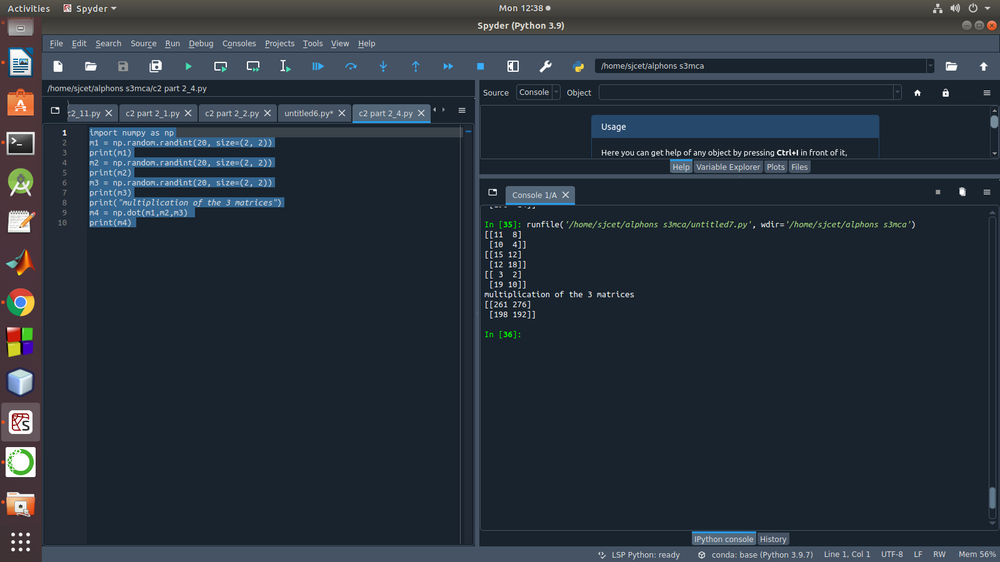 Activities
Spyder
Mon 12:38
Spyder (Python 3.9)
File Edit Search Source Run Debug Consoles Projects Tools View Help
/home/sjcet/alphons s3mca
/home/sjcet/alphons s3mca/c2 part 2_4.py
c2_11.py
c2 part 2_1.py
c2 part 2_2.py
untitled6.py*
c2 part 2_4.py
1 import numpy as np
2 m1 = np.random.randint(20, size=(2, 2))
3 print(m1)
4 m2 = np.random.randint(20, size=(2, 2))
5 print(m2)
6 m3 = np.random.randint(20, size=(2, 2))
7 print(m3)
8 print("multiplication of the 3 matrices")
9 m4 = np.dot(m1,m2,m3)
10 print(m4)
Source Console Object
Usage
Here you can get help of any object by pressing Ctrl+I in front of it,
Help Variable Explorer Plots Files
Console 1/A
In [35]: runfile('/home/sjcet/alphons s3mca/untitled7.py', wdir='/home/sjcet/alphons s3mca')
[[11  8]
 [10  4]]
[[15 12]
 [12 18]]
[[ 3  2]
 [19 10]]
multiplication of the 3 matrices
[[261 276]
 [198 192]]
In [36]:
IPython console History
LSP Python: ready conda: base (Python 3.9.7) Line 1, Col 1 UTF-8 LF RW Mem 56%